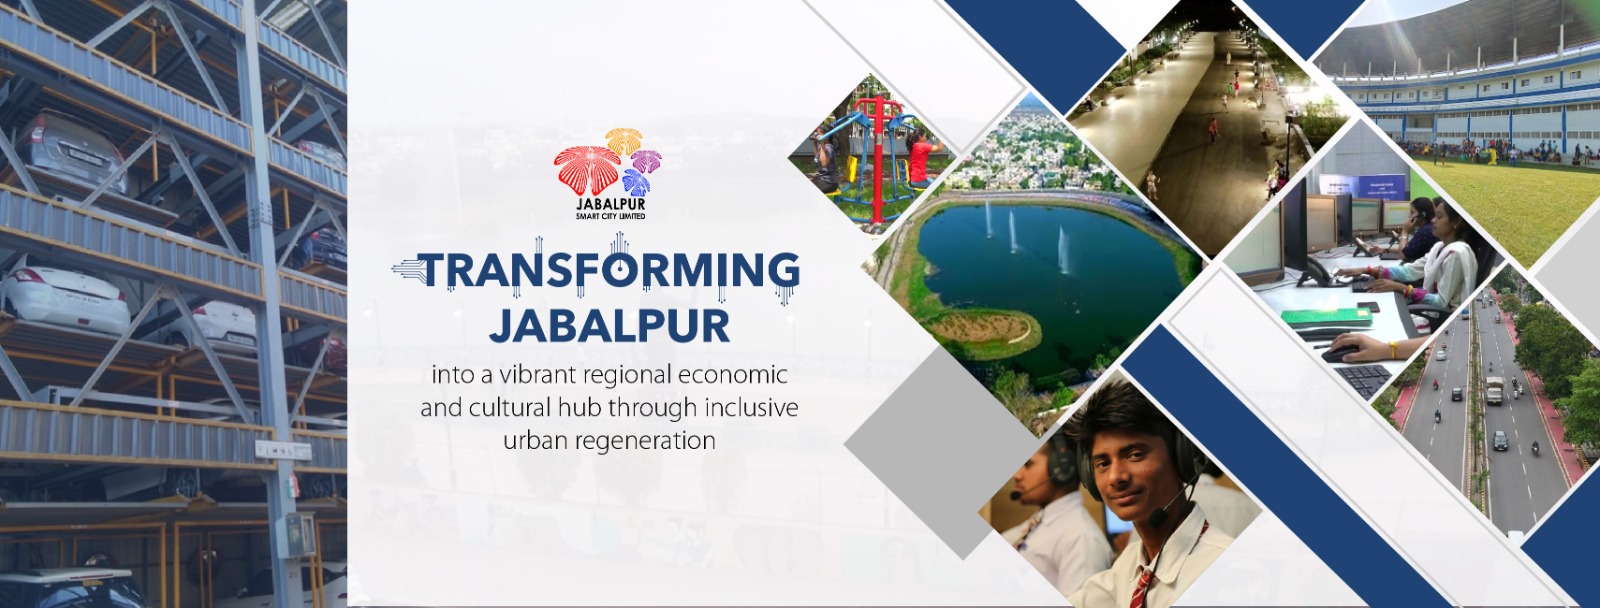 JABALPUR
SMART CITY LIMITED
TRANSFORMING
JABALPUR
into a vibrant regional economic
and cultural hub through inclusive
urban regeneration